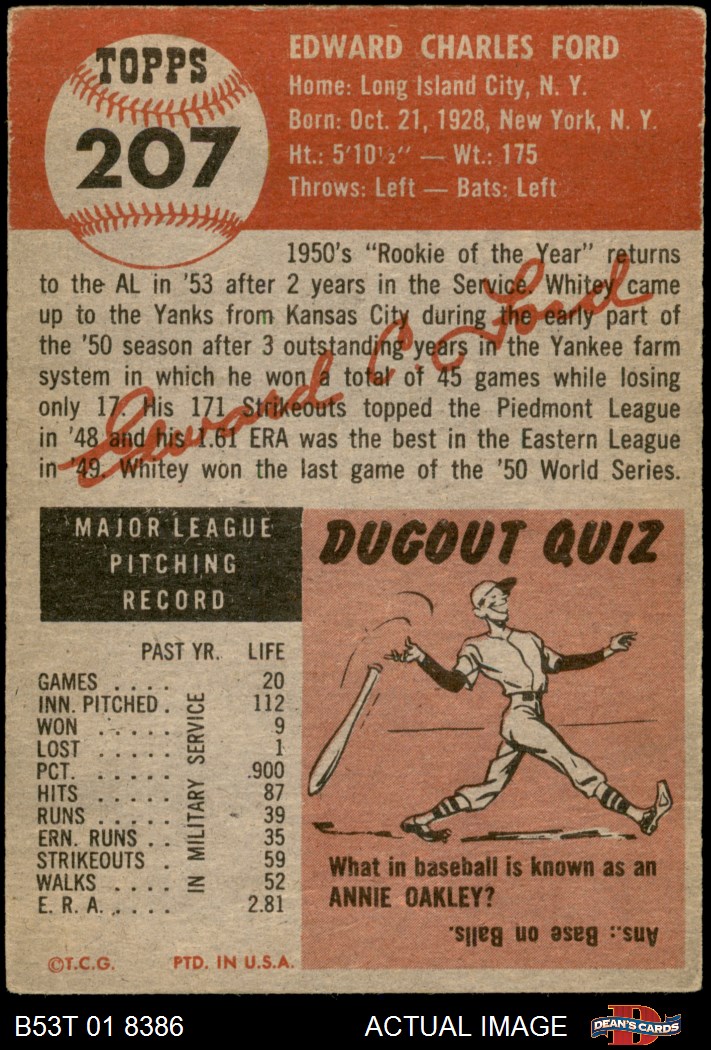 TOPPS
207
EDWARD CHARLES FORD
Home: Long Island City, N. Y.
Born: Oct. 21, 1928, New York, N. Y.
Ht.: 5'10½" — Wt.: 175
Throws: Left — Bats: Left
1950's "Rookie of the Year" returns
to the AL in '53 after 2 years in the Service. Whitey came
up to the Yanks from Kansas City during the early part of
the '50 season after 3 outstanding years in the Yankee farm
system in which he won a total of 45 games while losing
only 17. His 171 Strikeouts topped the Piedmont League
in '48 and his 1.61 ERA was the best in the Eastern League
in '49. Whitey won the last game of the '50 World Series.
Edward C. Ford
MAJOR LEAGUE
PITCHING
RECORD
PAST YR. LIFE
GAMES .... 20
INN. PITCHED . 112
WON ..... 9
LOST ..... 1
PCT. ..... .900
HITS ..... 87
RUNS .... 39
ERN. RUNS .. 35
STRIKEOUTS . 59
WALKS .... 52
E. R. A. ..... 2.81
IN MILITARY SERVICE
©T.C.G. PTD. IN U.S.A.
DUGOUT QUIZ
What in baseball is known as an
ANNIE OAKLEY?
Ans.: Base on Balls.
B53T 01 8386 ACTUAL IMAGE
D
DEAN'S CARDS